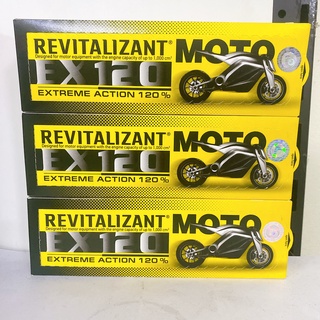 REVITALIZANT® MOTO
Designed for motor equipment with the engine capacity of up to 1,000 cm³
EX120
EXTREME ACTION 120 %
REVITALIZANT® MOTO
Designed for motor equipment with the engine capacity of up to 1,000 cm³
EX120
EXTREME ACTION 120 %
REVITALIZANT® MOTO
Designed for motor equipment with the engine capacity of up to 1,000 cm³
EX120
EXTREME ACTION 120 %